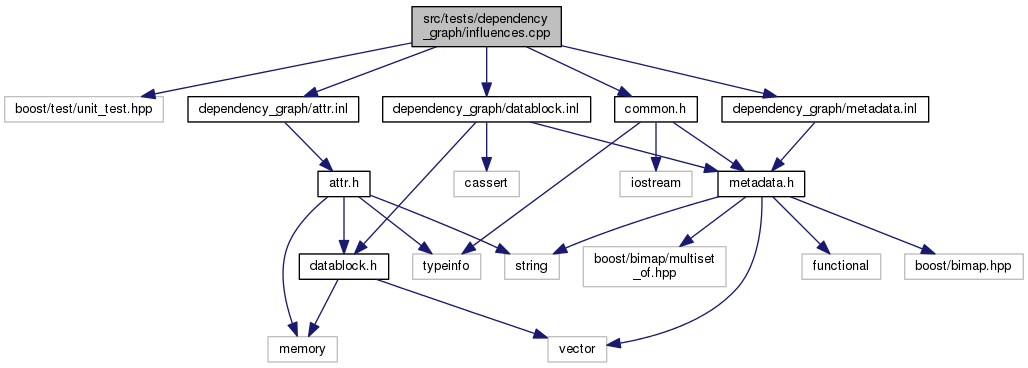 src/tests/dependency
_graph/influences.cpp
boost/test/unit_test.hpp
dependency_graph/attr.inl
dependency_graph/datablock.inl
common.h
dependency_graph/metadata.inl
attr.h
cassert
iostream
metadata.h
datablock.h
typeinfo
string
boost/bimap/multiset
_of.hpp
functional
boost/bimap.hpp
memory
vector